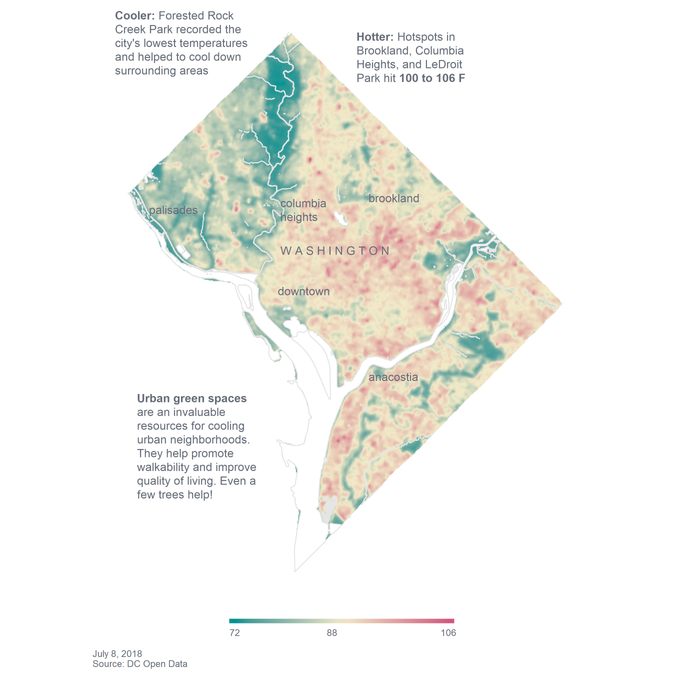 Cooler: Forested Rock
Creek Park recorded the
city's lowest temperatures
and helped to cool down
surrounding areas
Hotter: Hotspots in
Brookland, Columbia
Heights, and LeDroit
Park hit 100 to 106 F
palisades
columbia
heights
brookland
WASHINGTON
downtown
anacostia
Urban green spaces
are an invaluable
resources for cooling
urban neighborhoods.
They help promote
walkability and improve
quality of living. Even a
few trees help!
72
88
106
July 8, 2018
Source: DC Open Data